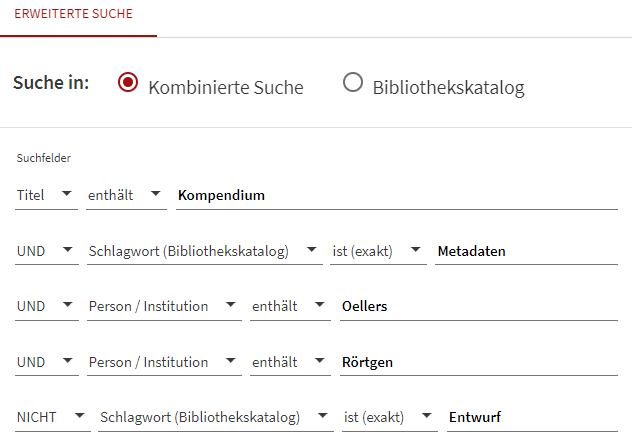 ERWEITERTE SUCHE
Suche in: Kombinierte Suche Bibliothekskatalog
Suchfelder
Titel enthält Kompendium
UND Schlagwort (Bibliothekskatalog) ist (exakt) Metadaten
UND Person / Institution enthält Oellers
UND Person / Institution enthält Rörtgen
NICHT Schlagwort (Bibliothekskatalog) ist (exakt) Entwurf